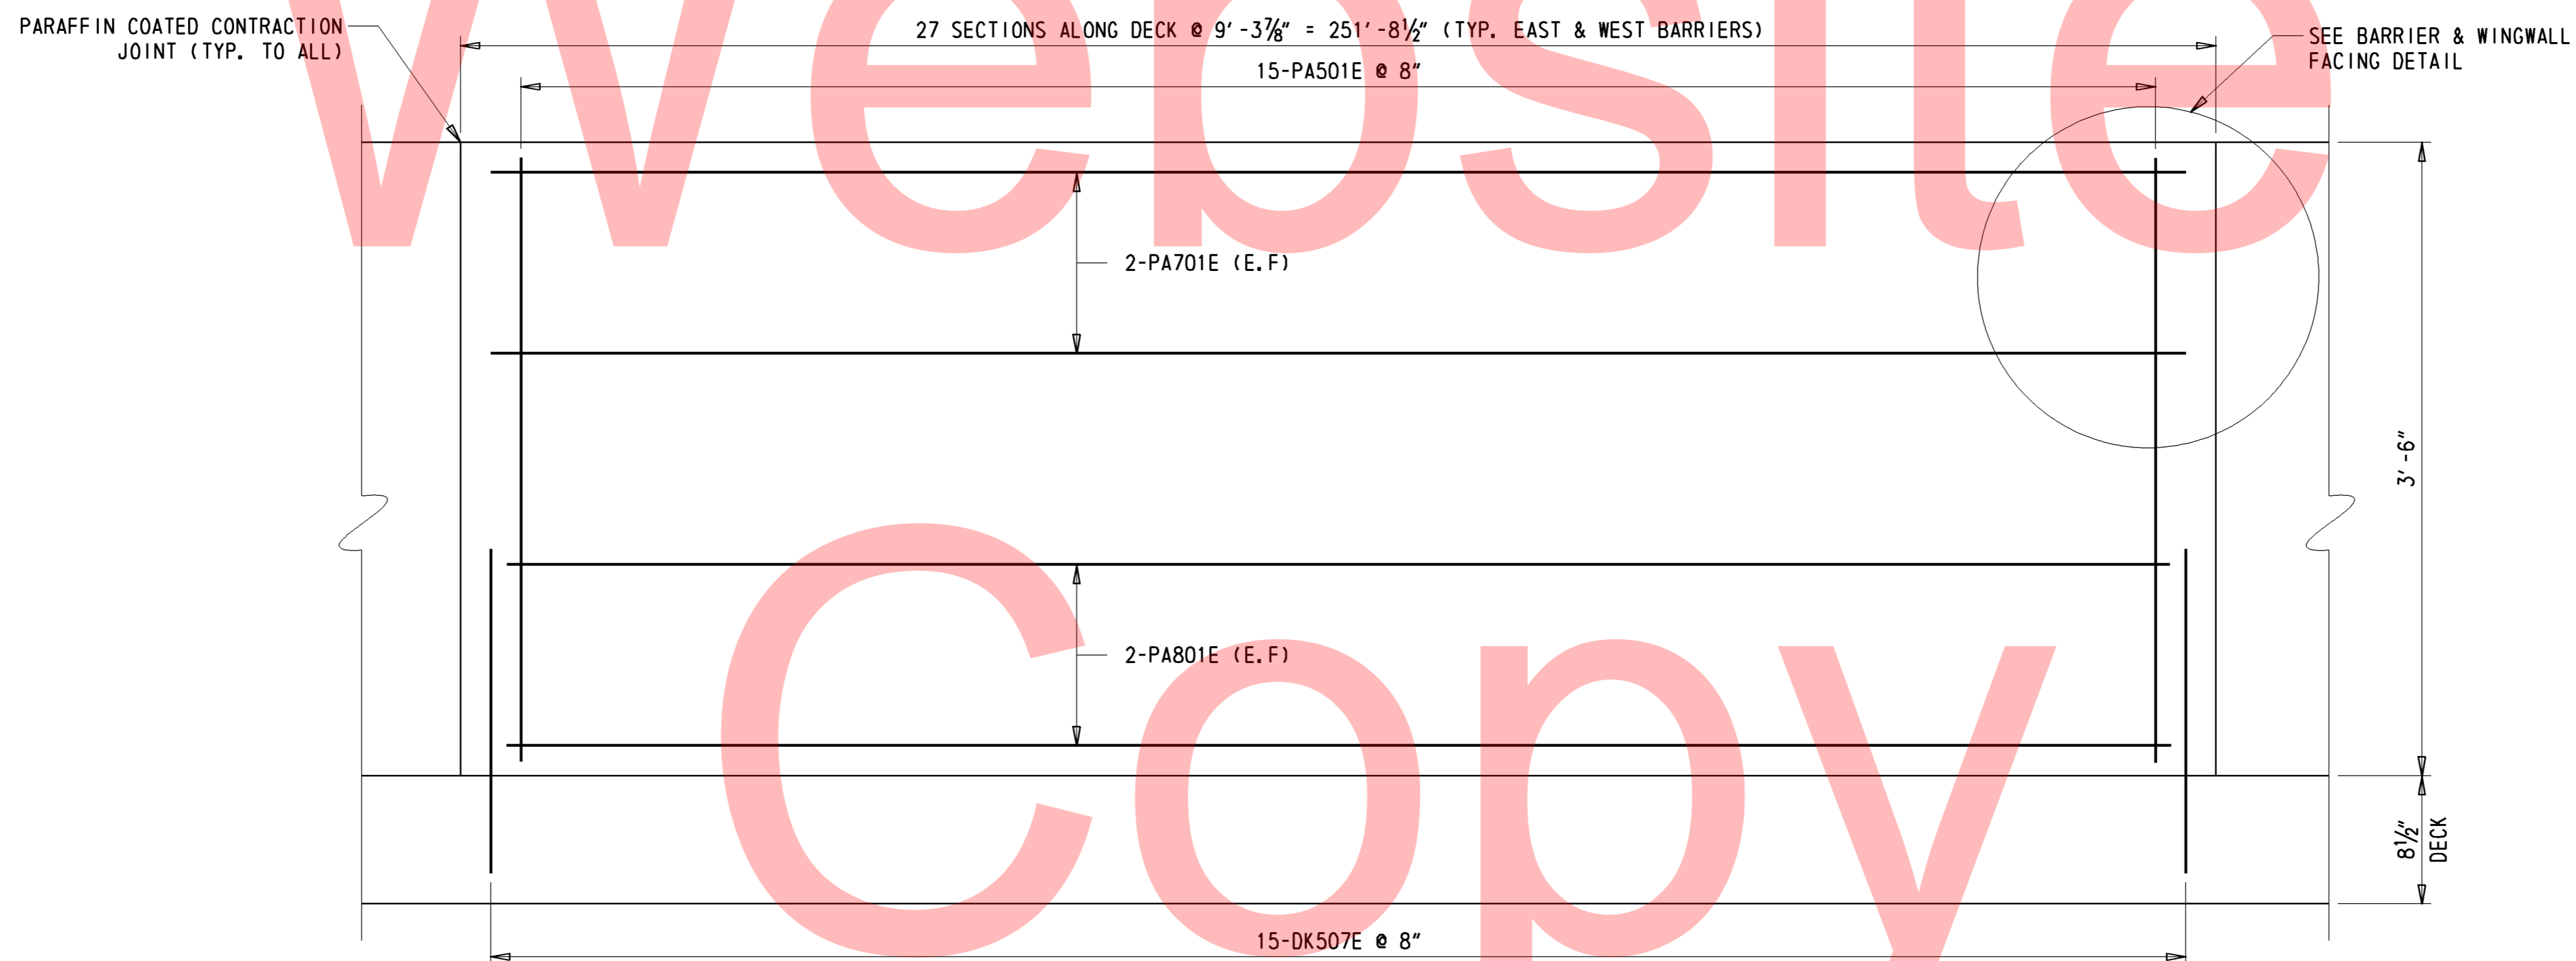 Website
Copy
PARAFFIN COATED CONTRACTION
JOINT (TYP. TO ALL)
27 SECTIONS ALONG DECK @ 9'-3⅞" = 251'-8½" (TYP. EAST & WEST BARRIERS)
SEE BARRIER & WINGWALL
FACING DETAIL
15-PA501E @ 8"
2-PA701E (E.F)
3'-6"
2-PA801E (E.F)
8½"
DECK
15-DK507E @ 8"